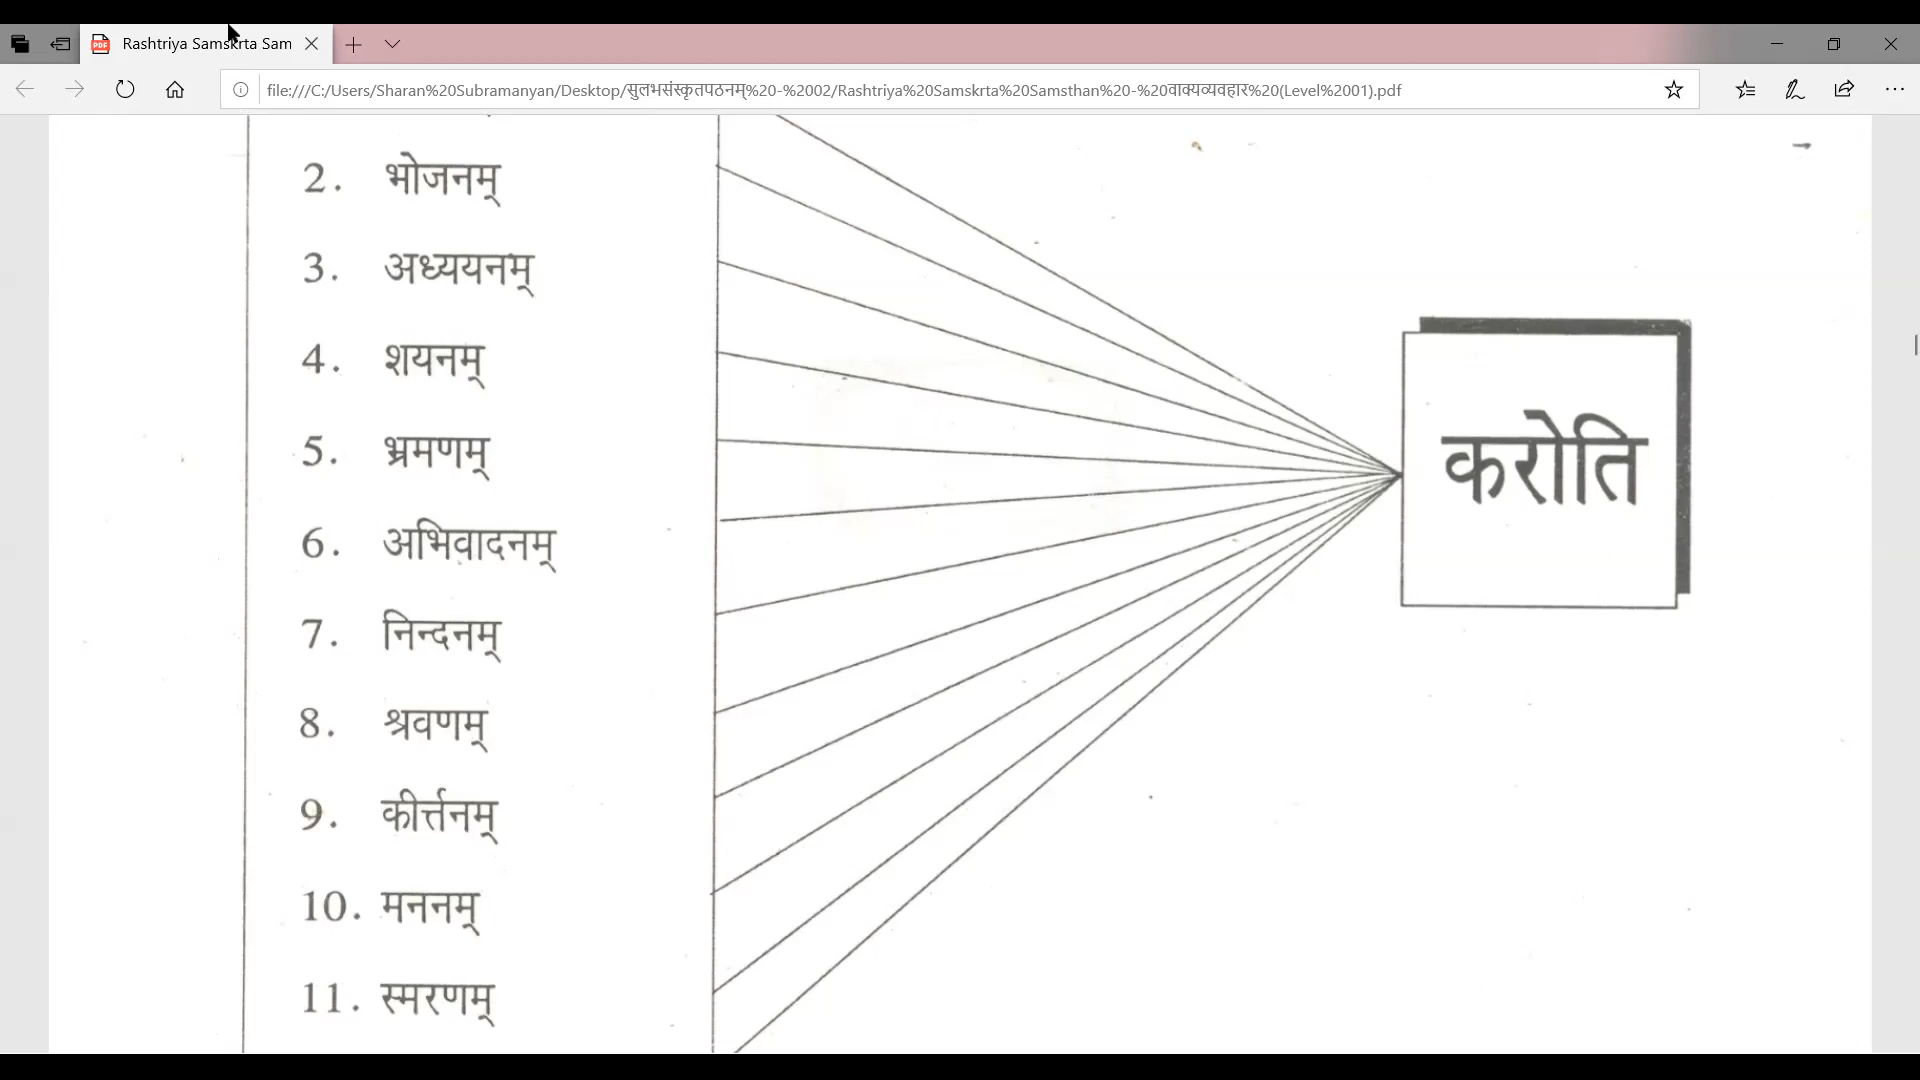 Rashtriya Samskrta Sam
file:///C:/Users/Sharan%20Subramanyan/Desktop/सुलभसंस्कृतपठनम्%20-%2002/Rashtriya%20Samskrta%20Samsthan%20-%20वाक्यव्यवहार%20(Level%2001).pdf
2. भोजनम्
3. अध्ययनम्
4. शयनम्
5. भ्रमणम्
6. अभिवादनम्
7. निन्दनम्
8. श्रवणम्
9. कीर्त्तनम्
10. मननम्
11. स्मरणम्
करोति